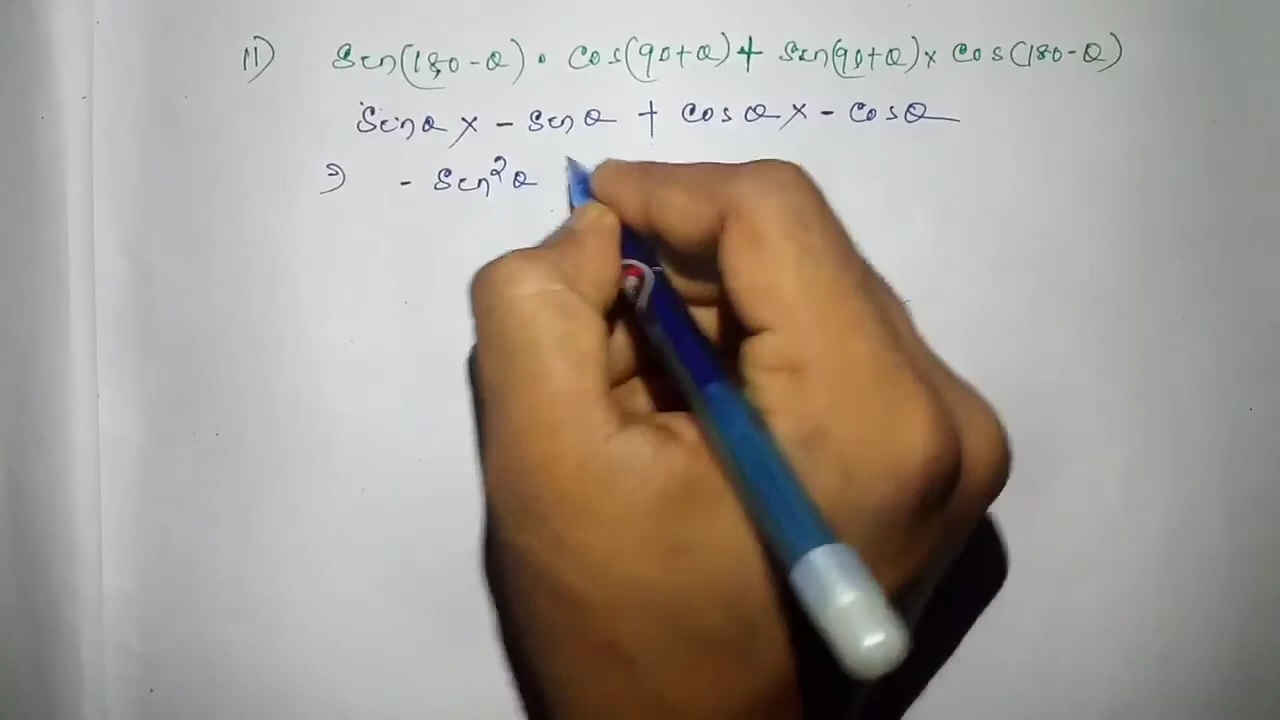 11) Sin(180-θ). Cos(90+θ) + Sin(90+θ)× Cos(180-θ)
Sinθ × - Sinθ + Cosθ × - Cosθ
⇒ - Sin²θ